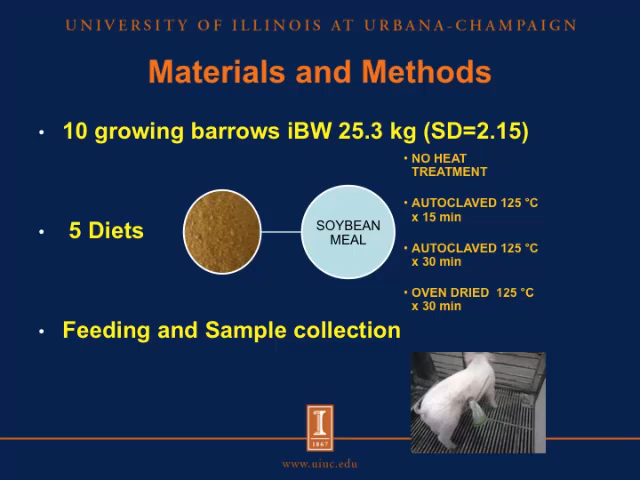 UNIVERSITY OF ILLINOIS AT URBANA-CHAMPAIGN
Materials and Methods
• 10 growing barrows iBW 25.3 kg (SD=2.15)
• NO HEAT
TREATMENT
• AUTOCLAVED 125 °C
x 15 min
• 5 Diets
SOYBEAN
MEAL
• AUTOCLAVED 125 °C
x 30 min
• OVEN DRIED 125 °C
x 30 min
• Feeding and Sample collection
I
1867
www.uiuc.edu